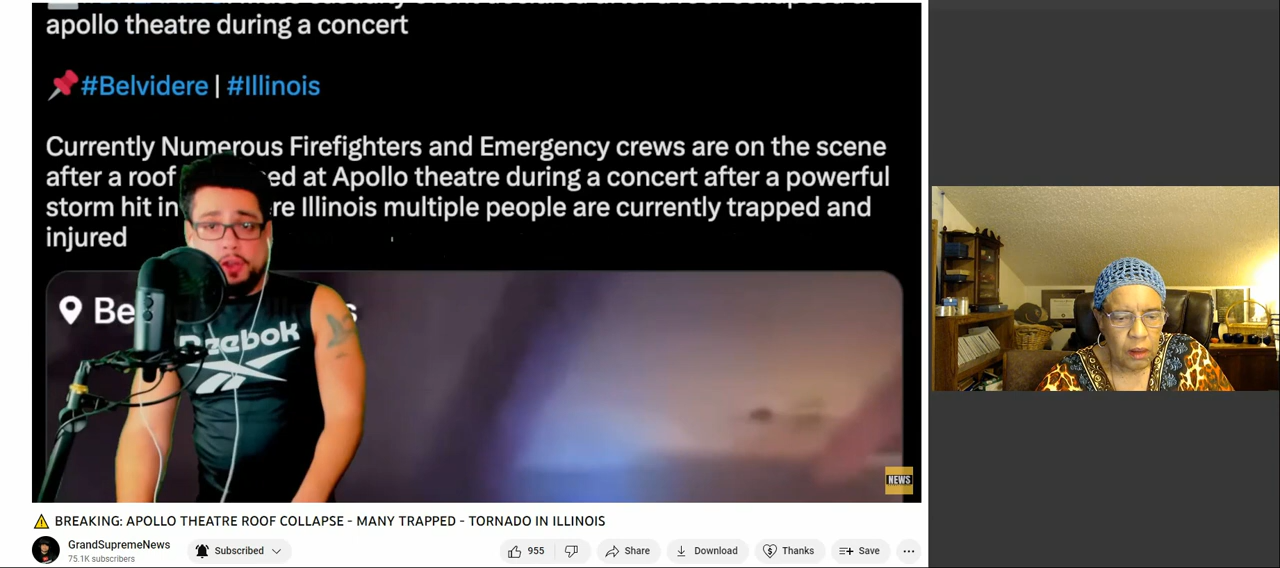 apollo theatre during a concert
📌#Belvidere | #Illinois
Currently Numerous Firefighters and Emergency crews are on the scene
after a roof ed at Apollo theatre during a concert after a powerful
storm hit in re Illinois multiple people are currently trapped and
injured
Be s
Reebok
NEWS
⚠ BREAKING: APOLLO THEATRE ROOF COLLAPSE - MANY TRAPPED - TORNADO IN ILLINOIS
GrandSupremeNews
75.1K subscribers
Subscribed
955
Share
Download
Thanks
Save